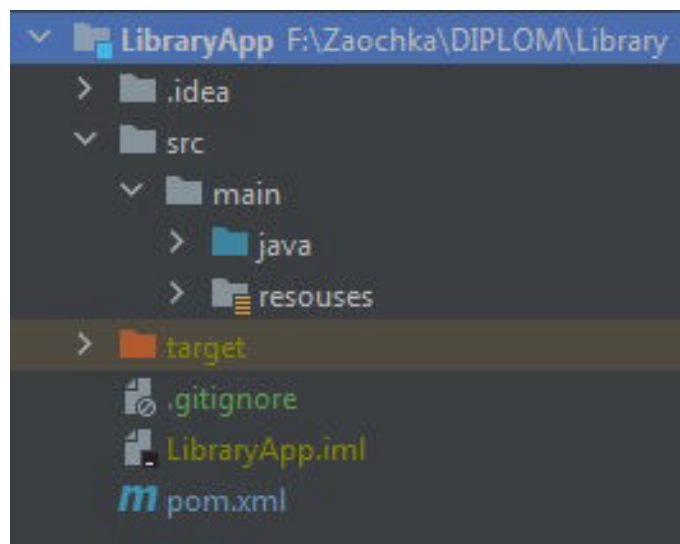 LibraryApp F:\Zaochka\DIPLOM\Library
.idea
src
main
java
resouses
target
.gitignore
LibraryApp.iml
m pom.xml